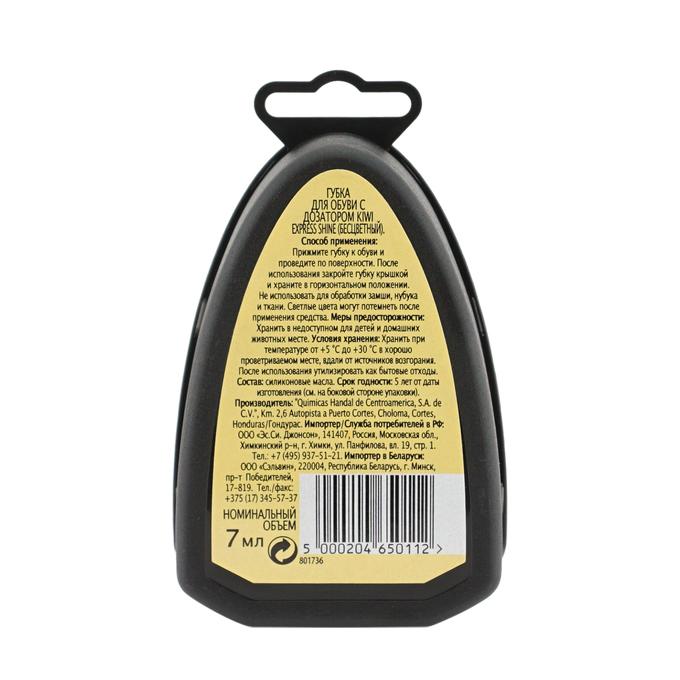 ГУБКА
ДЛЯ ОБУВИ С
ДОЗАТОРОМ KIWI
EXPRESS SHINE (БЕСЦВЕТНЫЙ).
Способ применения:
Прижмите губку к обуви и
проведите по поверхности. После
использования закройте губку крышкой
и храните в горизонтальном положении.
Не использовать для обработки замши, нубука
и ткани. Светлые цвета могут потемнеть после
применения средства. Меры предосторожности:
Хранить в недоступном для детей и домашних
животных месте. Условия хранения: Хранить при
температуре от +5 °С до +30 °С в хорошо
проветриваемом месте, вдали от источников возгорания.
После использования утилизировать как бытовые отходы.
Состав: силиконовые масла. Срок годности: 5 лет от даты
изготовления (см. на боковой стороне упаковки).
Производитель: "Quimicas Handal de Centroamerica, S.A. de
C.V.", Km. 2,6 Autopista a Puerto Cortes, Choloma, Cortes,
Honduras/Гондурас. Импортер/Служба потребителей в РФ:
ООО «Эс.Си. Джонсон», 141407, Россия, Московская обл.,
Химкинский р-н, г. Химки, ул. Панфилова, вл. 19, стр. 1.
Тел.: +7 (495) 937-51-21. Импортер в Беларуси:
ООО «Сэльвин», 220004, Республика Беларусь, г. Минск,
пр-т Победителей,
17-819. Тел./факс:
+375 (17) 345-57-37
НОМИНАЛЬНЫЙ
ОБЪЕМ
7 мл
801736
5 000204 650112 >